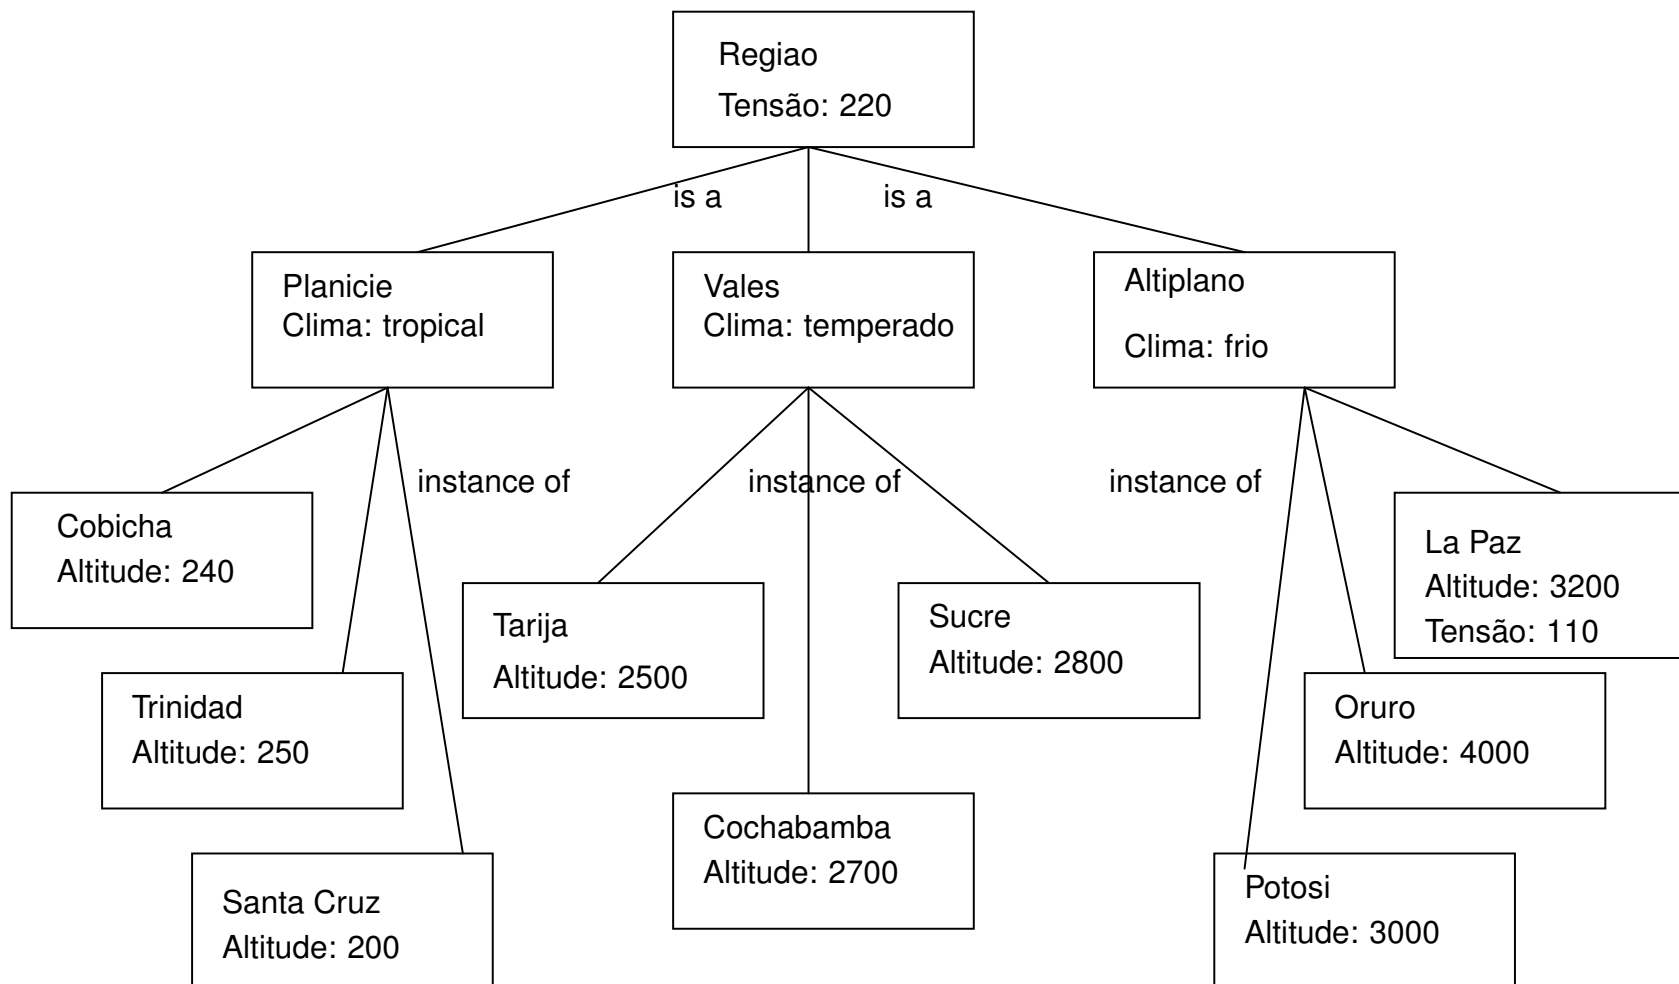 Regiao
Tensão: 220
is a
is a
Planicie
Clima: tropical
Vales
Clima: temperado
Altiplano
Clima: frio
instance of
instance of
instance of
Cobicha
Altitude: 240
La Paz
Altitude: 3200
Tensão: 110
Tarija
Altitude: 2500
Sucre
Altitude: 2800
Trinidad
Altitude: 250
Oruro
Altitude: 4000
Cochabamba
Altitude: 2700
Santa Cruz
Altitude: 200
Potosi
Altitude: 3000